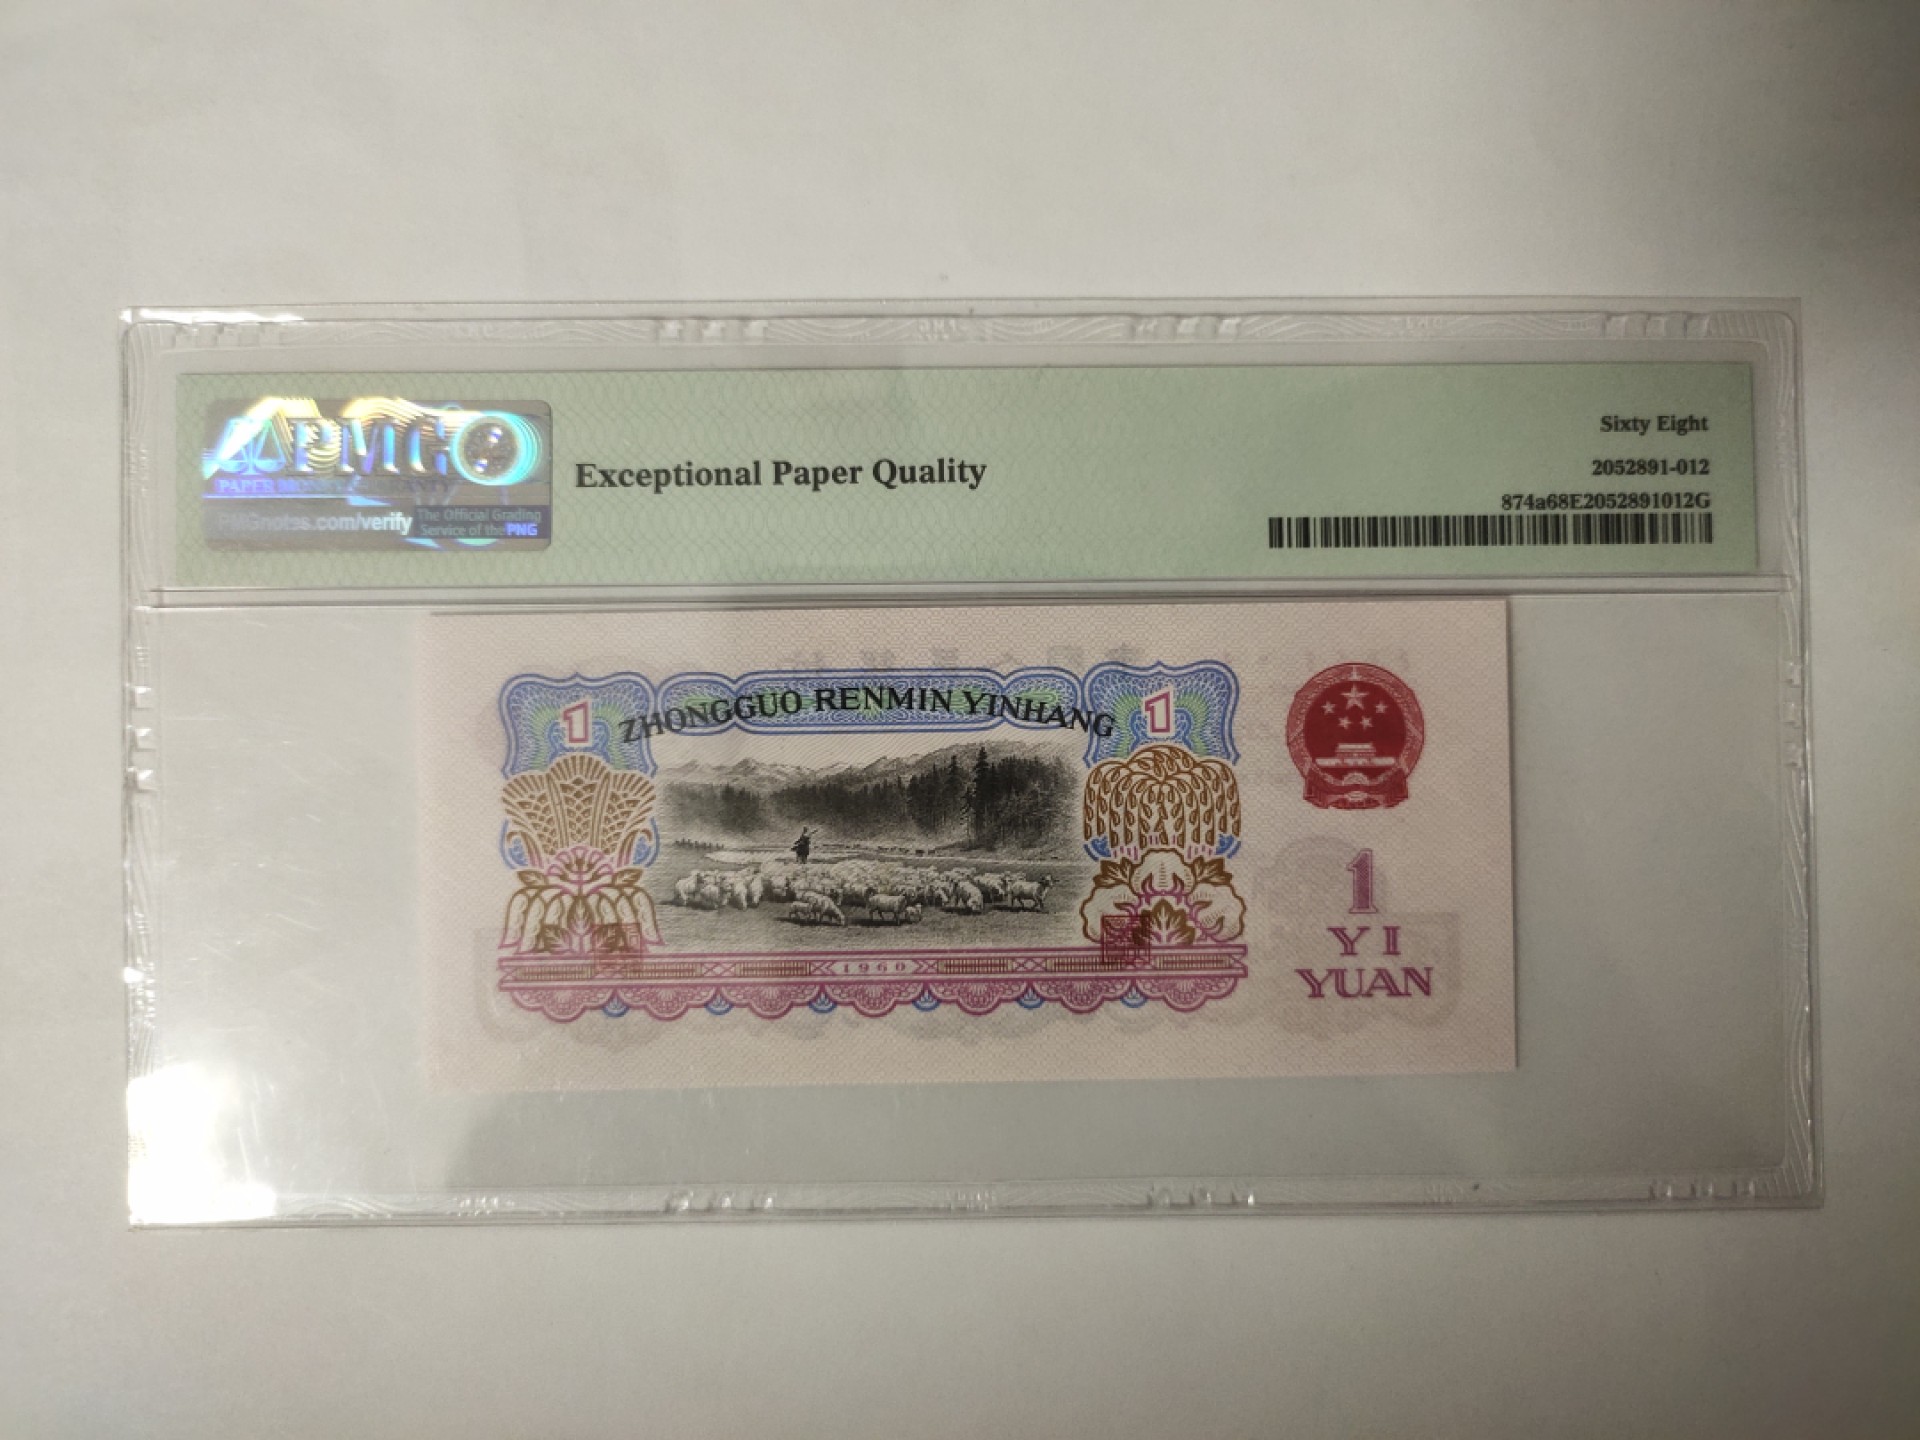 PMG
PAPER MONEY GUARANTY
PMGnotes.com/verify
The Official Grading
Service of the PNG
Exceptional Paper Quality
Sixty Eight
2052891-012
874a68E2052891012G
1
ZHONGGUO RENMIN YINHANG
1
1960
1
YI
YUAN